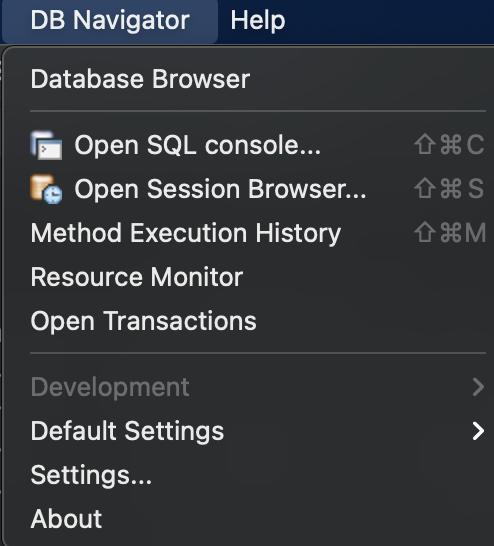 DB Navigator Help
Database Browser
Open SQL console... ⇧⌘C
Open Session Browser... ⇧⌘S
Method Execution History ⇧⌘M
Resource Monitor
Open Transactions
Development >
Default Settings >
Settings...
About